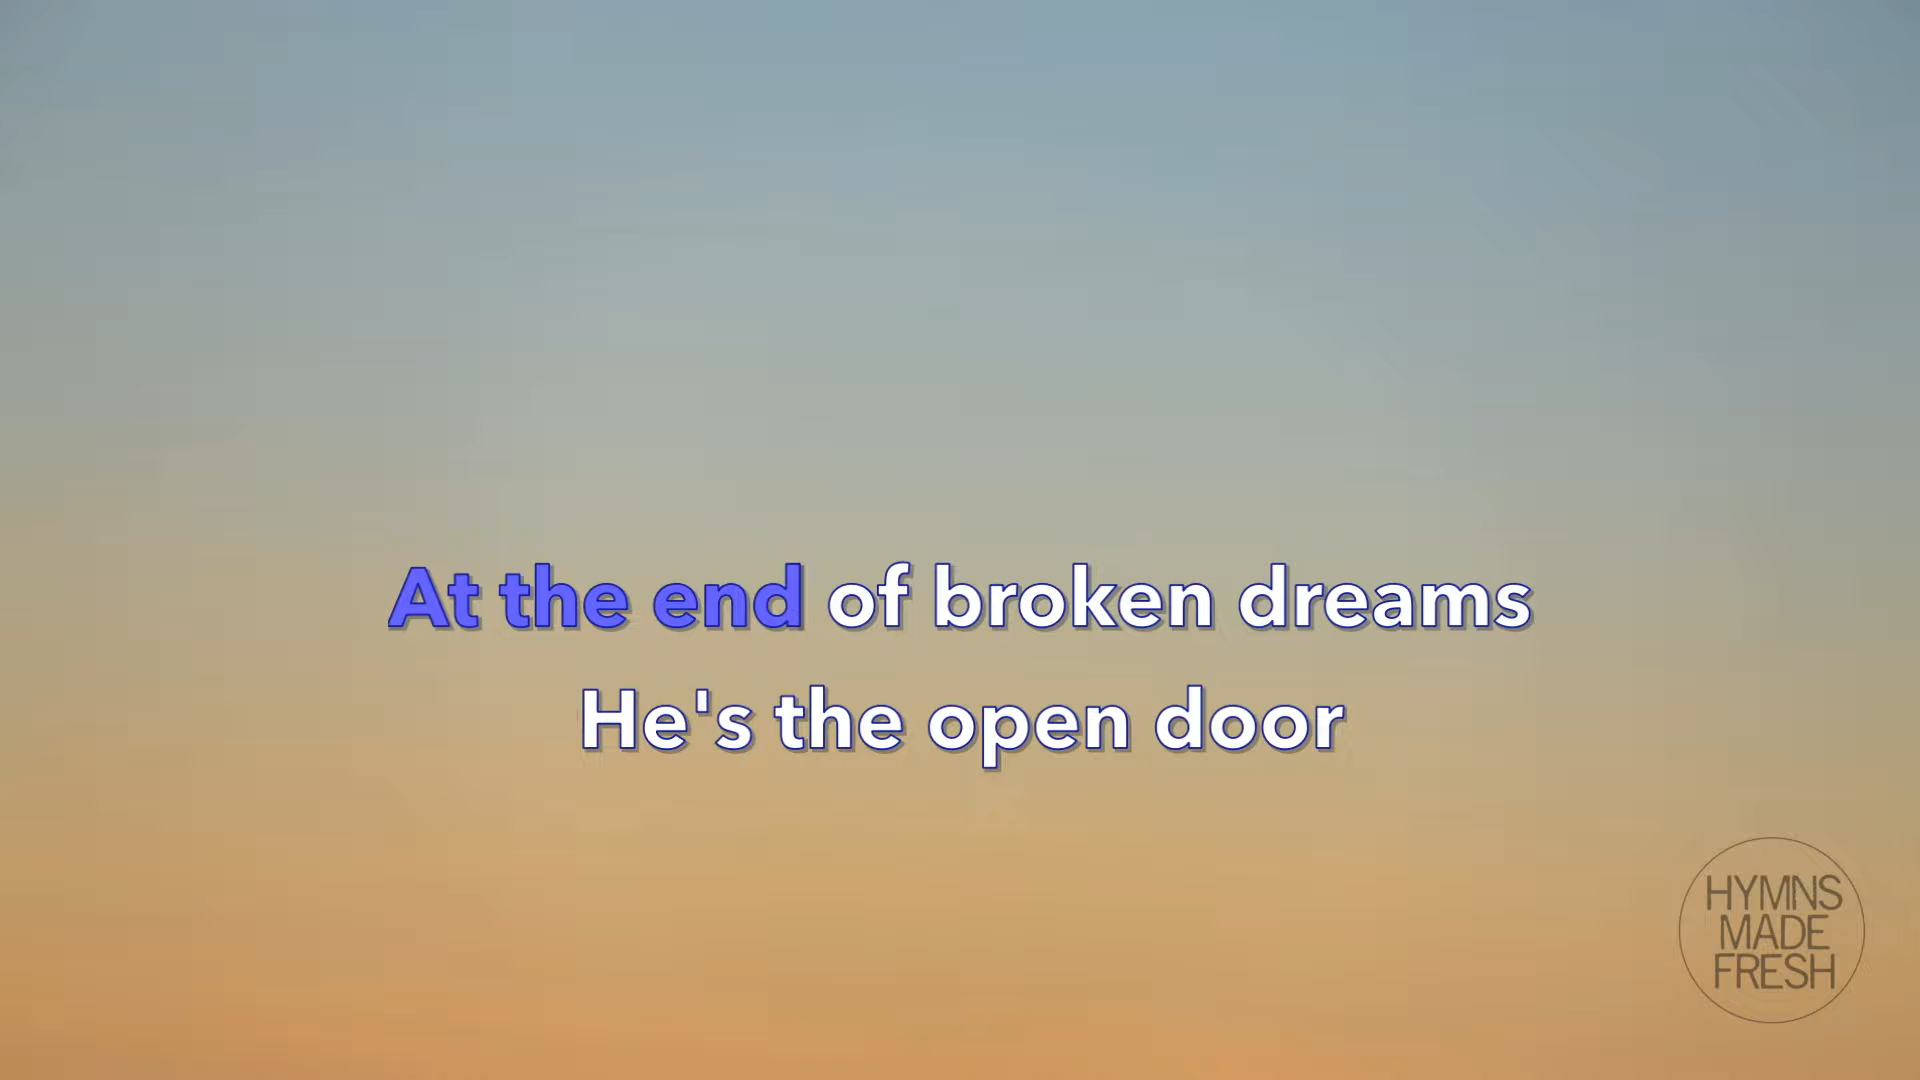 At the end of broken dreams
He's the open door
HYMNS
MADE
FRESH